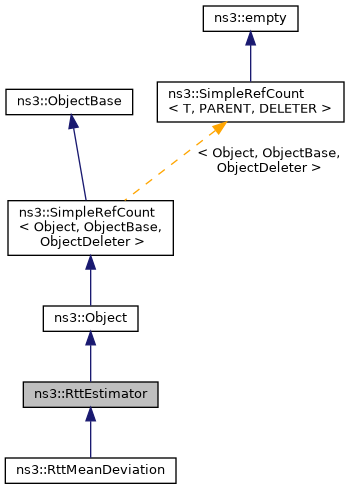 ns3::empty
ns3::ObjectBase
ns3::SimpleRefCount
< T, PARENT, DELETER >
< Object, ObjectBase,
ObjectDeleter >
ns3::SimpleRefCount
< Object, ObjectBase,
ObjectDeleter >
ns3::Object
ns3::RttEstimator
ns3::RttMeanDeviation